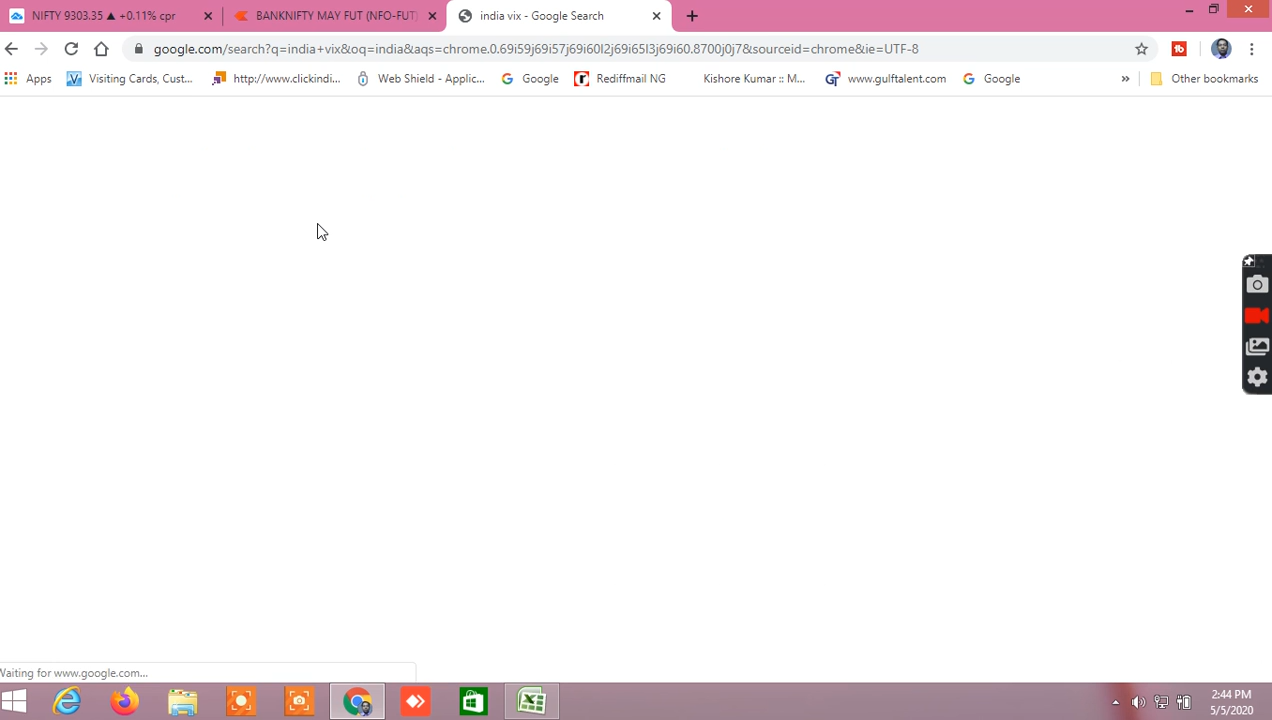 NIFTY 9303.35 ▲ +0.11% cpr
BANKNIFTY MAY FUT (NFO-FUT)
india vix - Google Search
google.com/search?q=india+vix&oq=india&aqs=chrome.0.69i59j69i57j69i60l2j69i65l3j69i60.8700j0j7&sourceid=chrome&ie=UTF-8
Apps
Visiting Cards, Cust...
http://www.clickindi...
Web Shield - Applic...
Google
Rediffmail NG
Kishore Kumar :: M...
www.gulftalent.com
Google
»
Other bookmarks
Waiting for www.google.com...
2:44 PM
5/5/2020